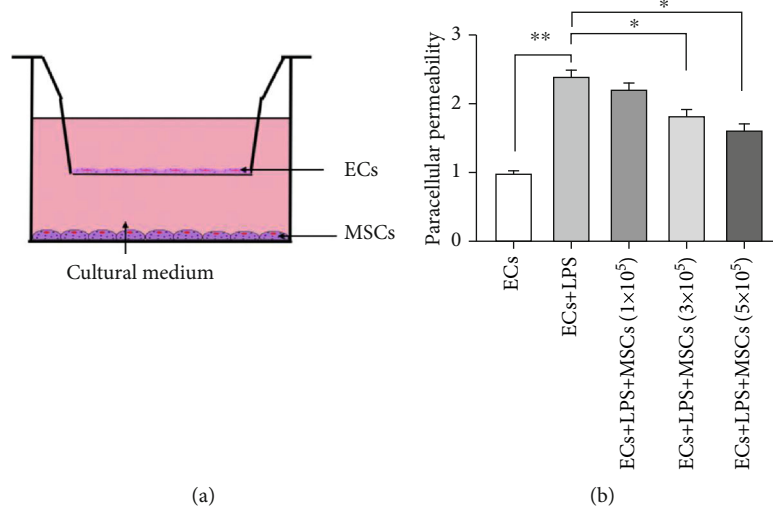 ECs
MSCs
Cultural medium
(a)
Paracellular permeability
3
2
1
0
**
*
*
ECs
ECs+LPS
ECs+LPS+MSCs (1×10⁵)
ECs+LPS+MSCs (3×10⁵)
ECs+LPS+MSCs (5×10⁵)
(b)